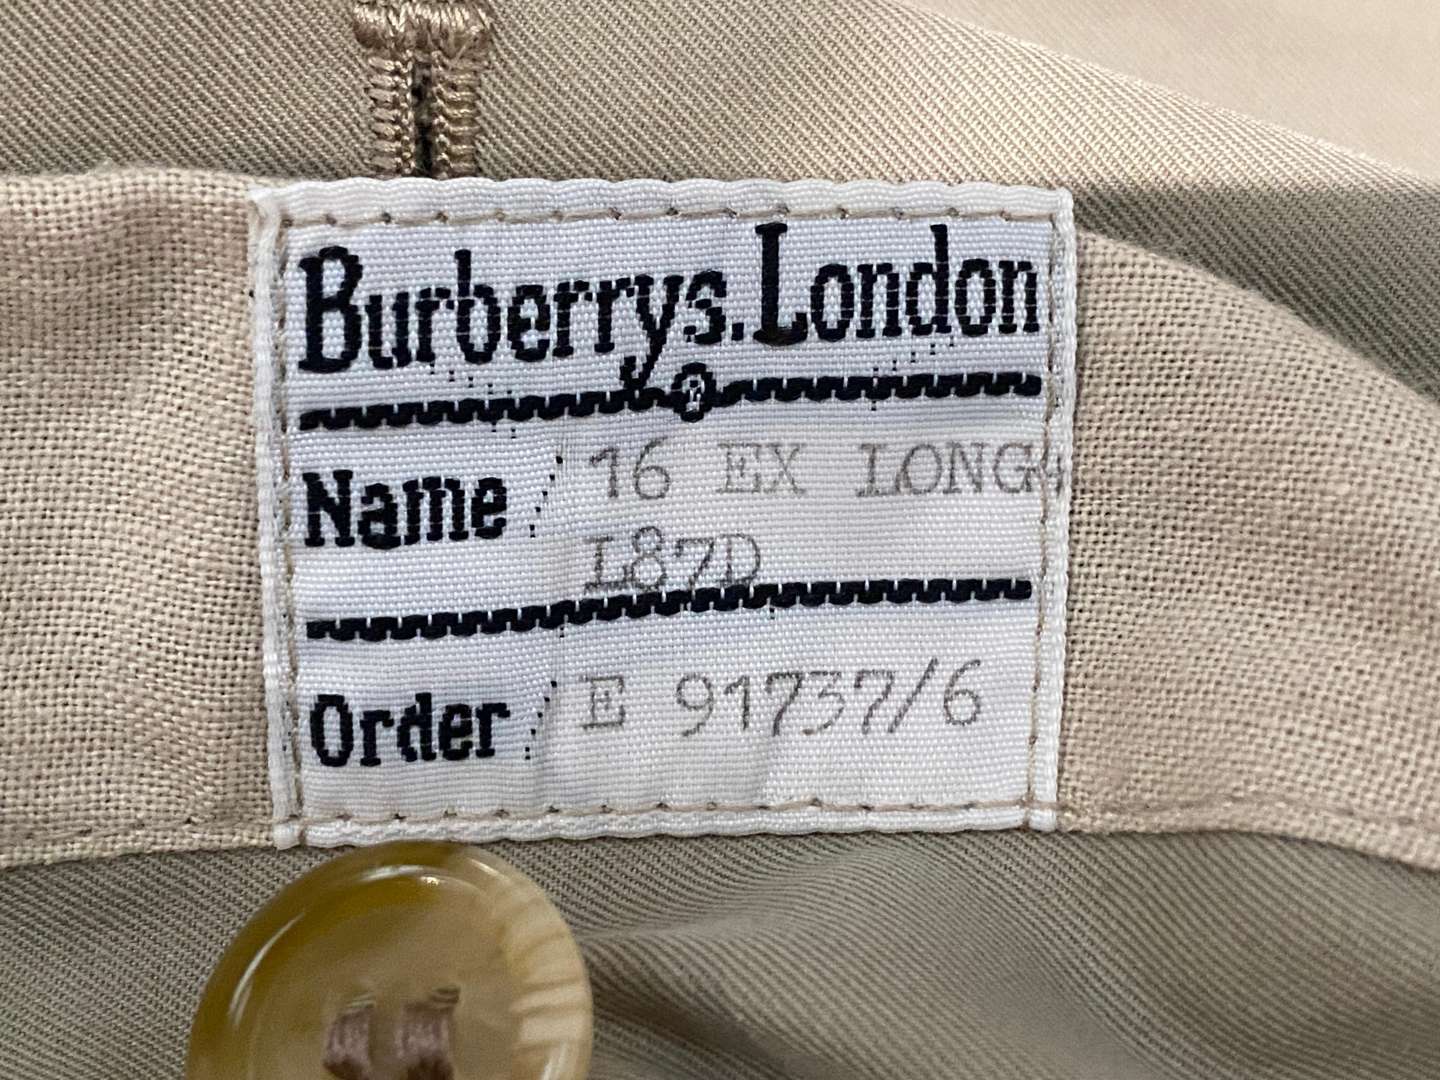 Burberrys. London
Name 16 EX LONG
L87D
Order E 91737/6